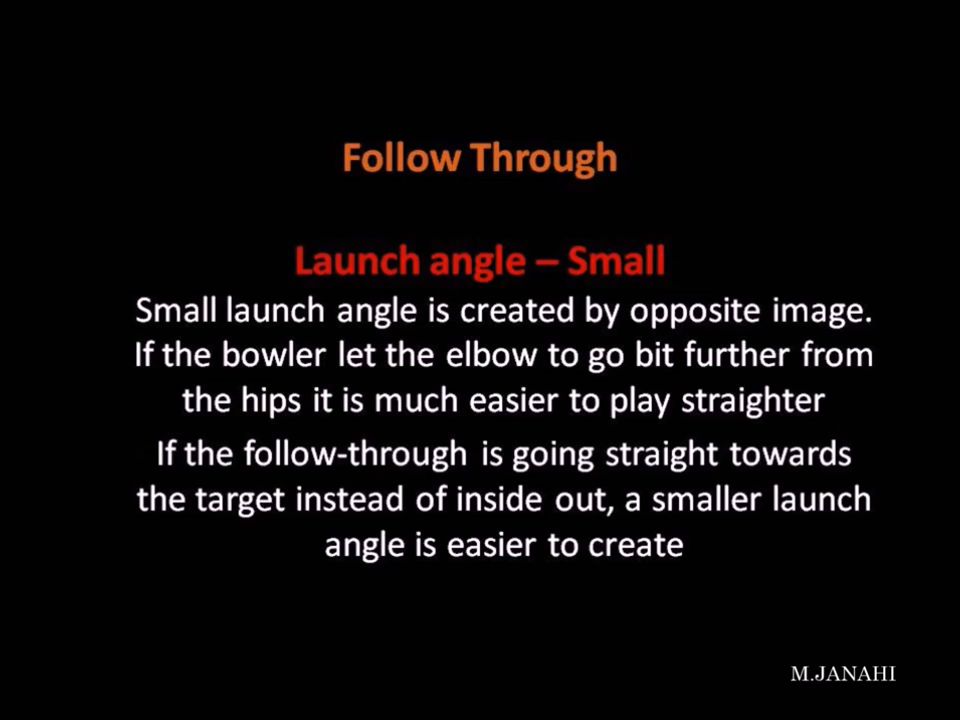 Follow Through
Launch angle – Small
Small launch angle is created by opposite image.
If the bowler let the elbow to go bit further from
the hips it is much easier to play straighter
If the follow-through is going straight towards
the target instead of inside out, a smaller launch
angle is easier to create
M.JANAHI